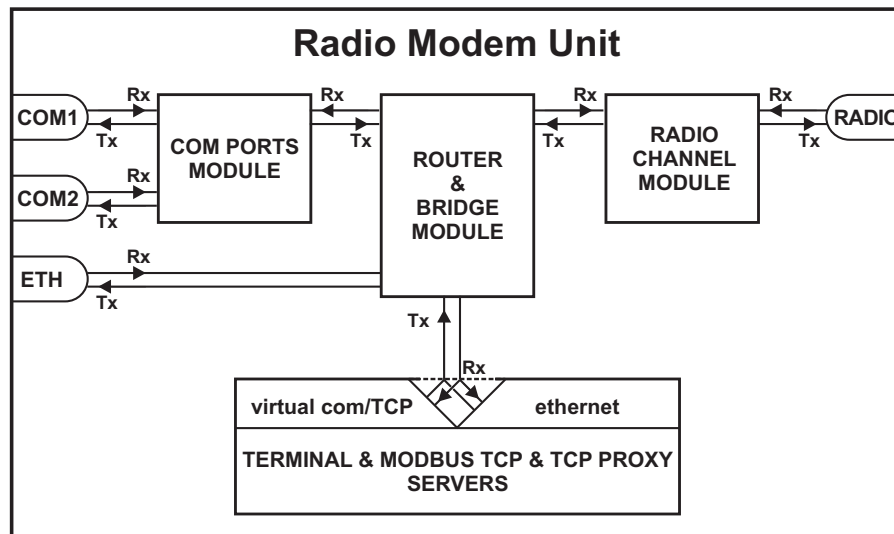 Radio Modem Unit
COM1
Rx
Tx
COM PORTS
MODULE
Rx
Tx
ROUTER
&
BRIDGE
MODULE
Rx
Tx
RADIO
CHANNEL
MODULE
Rx
Tx
RADIO
COM2
Rx
Tx
ETH
Rx
Tx
Tx
Rx
virtual com/TCP
ethernet
TERMINAL & MODBUS TCP & TCP PROXY
SERVERS